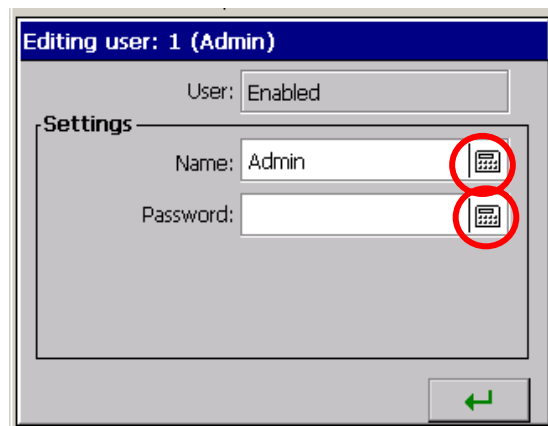 Editing user: 1 (Admin)
User: Enabled
Settings
Name: Admin
Password: